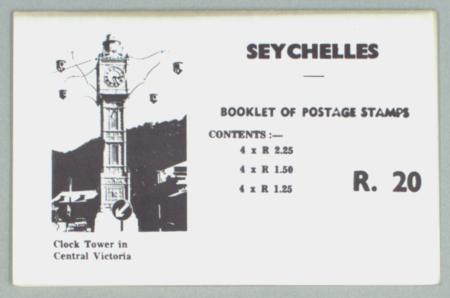 SEYCHELLES
BOOKLET OF POSTAGE STAMPS
CONTENTS :—
4 x R 2.25
4 x R 1.50
4 x R 1.25
R. 20
Clock Tower in
Central Victoria